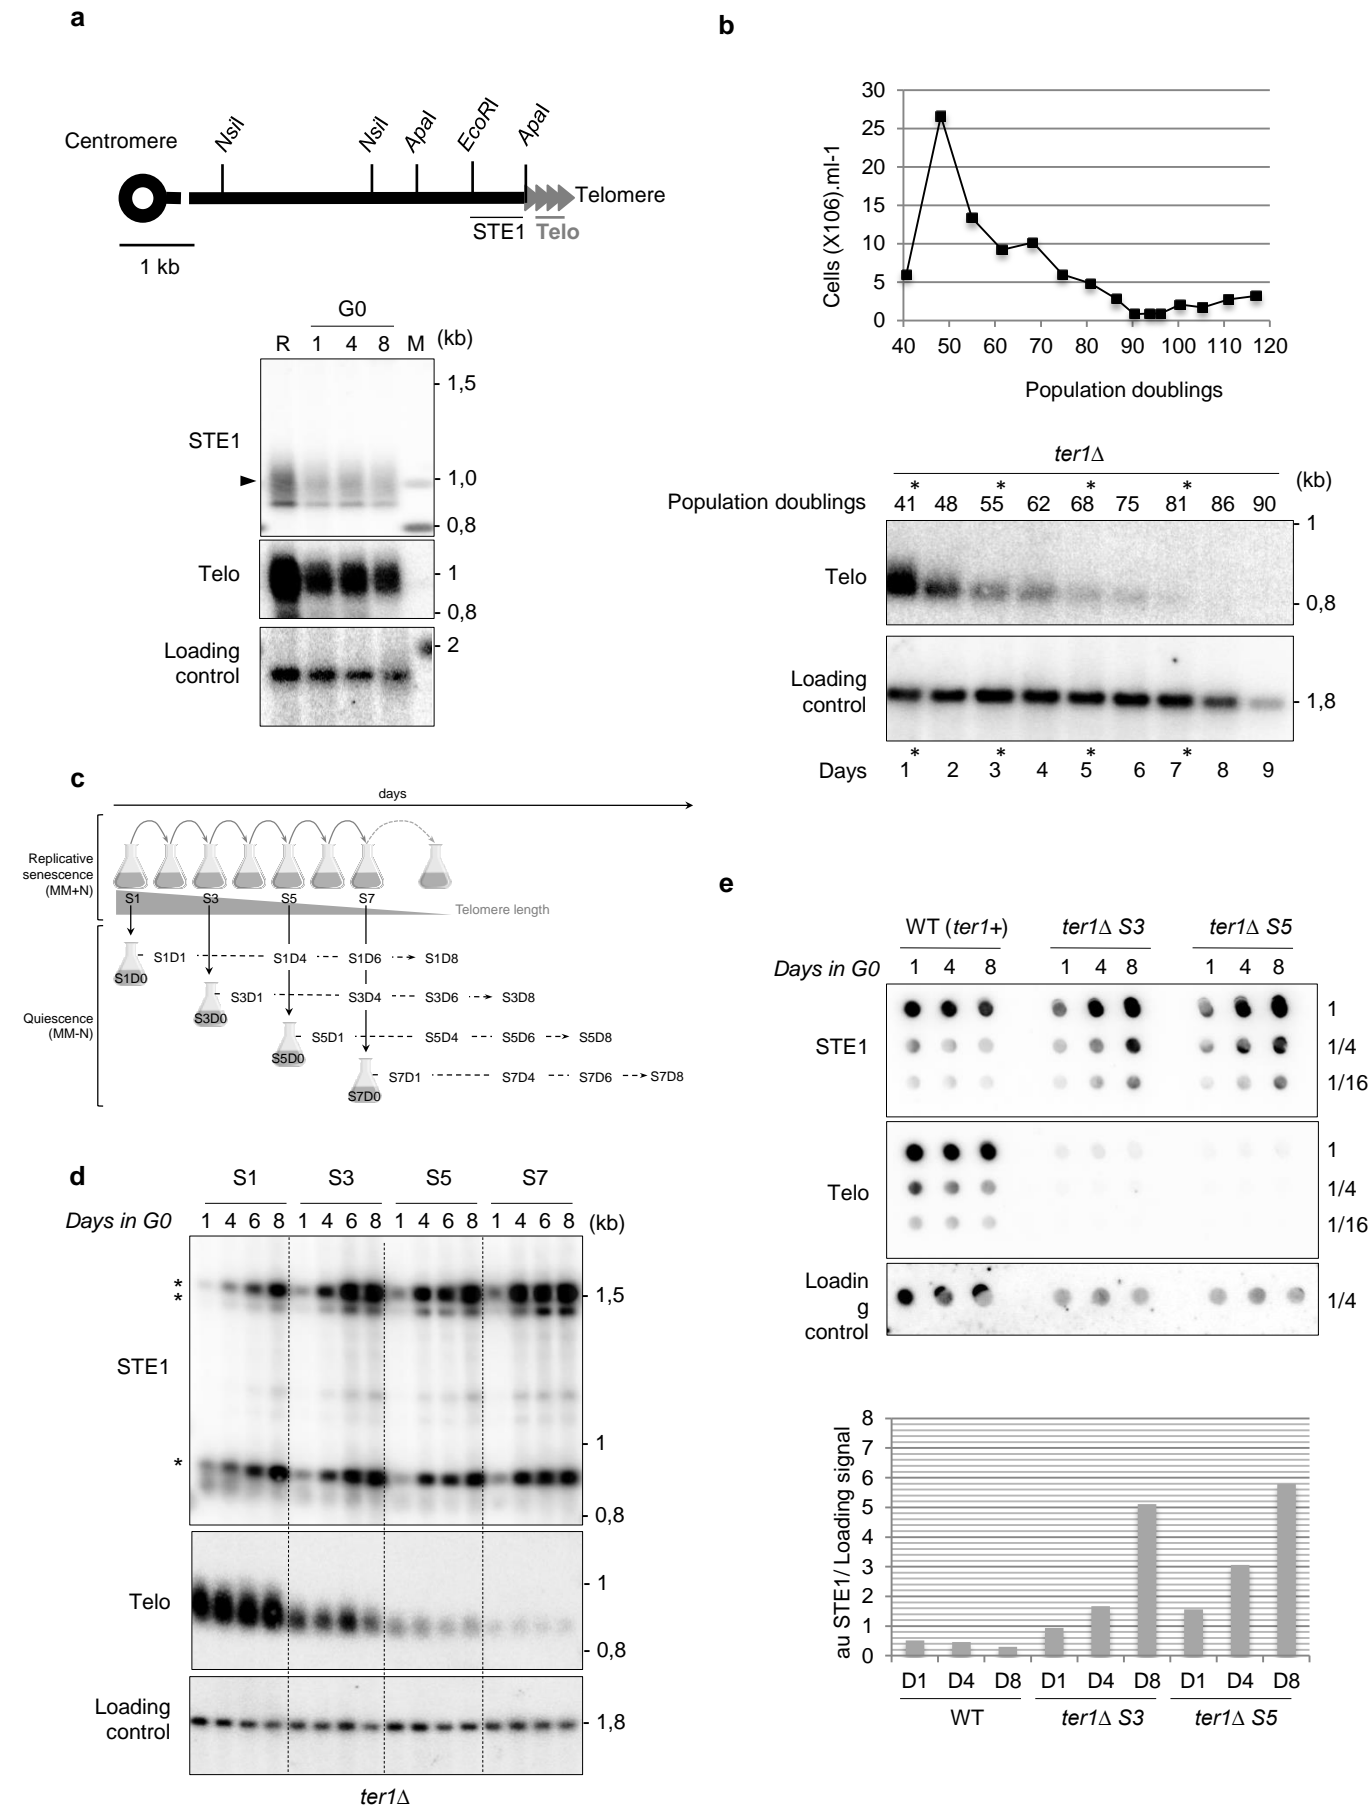 a
Centromere
NsiI
NsiI
ApaI
EcoRI
ApaI
Telomere
STE1 Telo
1 kb
G0
R 1 4 8 M (kb)
STE1
1,5
1,0
0,8
Telo
1
0,8
Loading
control
2
b
Cells (X106).ml-1
30
25
20
15
10
5
0
40 50 60 70 80 90 100 110 120
Population doublings
ter1Δ
(kb)
* * * *
Population doublings 41 48 55 62 68 75 81 86 90
Telo
1
0,8
Loading
control
1,8
* * * *
Days 1 2 3 4 5 6 7 8 9
c
days
Replicative
senescence
(MM+N)
S1 S3 S5 S7
Telomere length
Quiescence
(MM-N)
S1D0 S1D1 S1D4 S1D6 S1D8
S3D0 S3D1 S3D4 S3D6 S3D8
S5D0 S5D1 S5D4 S5D6 S5D8
S7D0 S7D1 S7D4 S7D6 S7D8
d
S1 S3 S5 S7
Days in G0 1 4 6 8 1 4 6 8 1 4 6 8 1 4 6 8 (kb)
*
*
1,5
STE1
1
*
0,8
Telo
1
0,8
Loading
control
1,8
ter1Δ
e
WT (ter1+) ter1Δ S3 ter1Δ S5
Days in G0 1 4 8 1 4 8 1 4 8
STE1
1
1/4
1/16
Telo
1
1/4
1/16
Loadin
g
control
1/4
au STE1/ Loading signal
8
7
6
5
4
3
2
1
0
D1 D4 D8 D1 D4 D8 D1 D4 D8
WT ter1Δ S3 ter1Δ S5